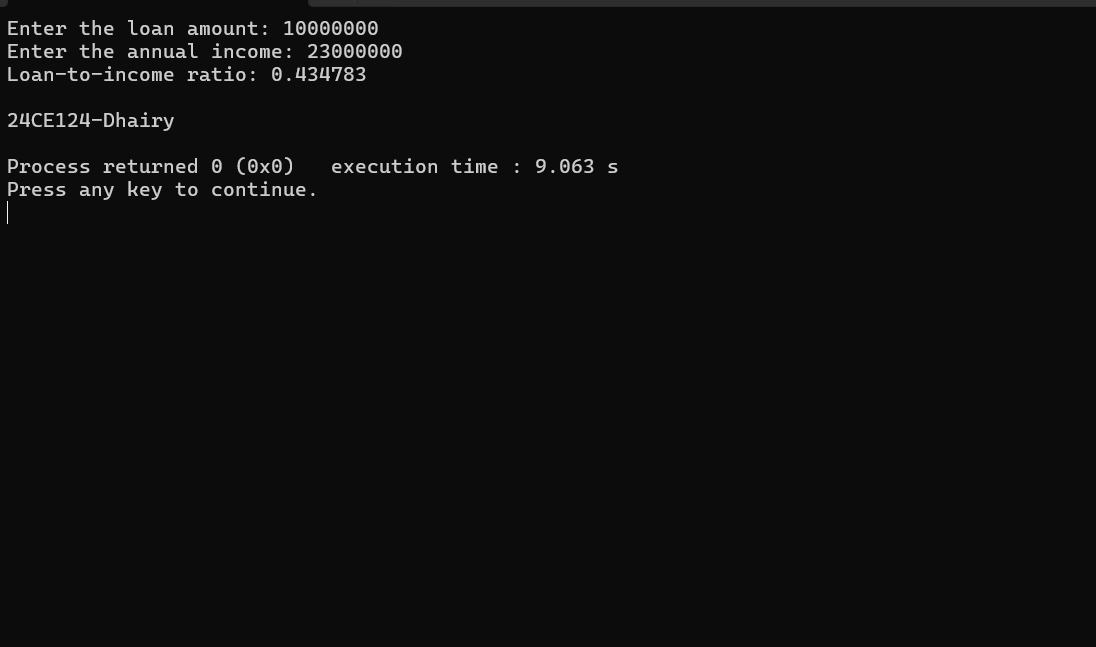 Enter the loan amount: 10000000
Enter the annual income: 23000000
Loan-to-income ratio: 0.434783
24CE124-Dhairy
Process returned 0 (0x0)   execution time : 9.063 s
Press any key to continue.